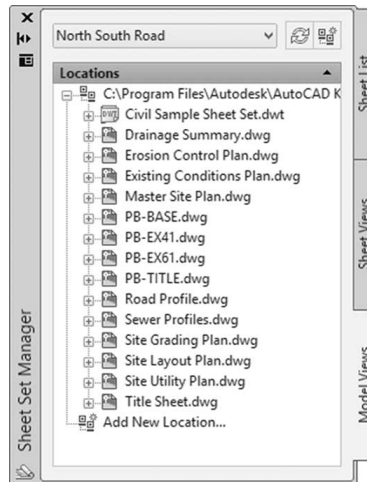 North South Road
Locations
C:\Program Files\Autodesk\AutoCAD K
Civil Sample Sheet Set.dwt
Drainage Summary.dwg
Erosion Control Plan.dwg
Existing Conditions Plan.dwg
Master Site Plan.dwg
PB-BASE.dwg
PB-EX41.dwg
PB-EX61.dwg
PB-TITLE.dwg
Road Profile.dwg
Sewer Profiles.dwg
Site Grading Plan.dwg
Site Layout Plan.dwg
Site Utility Plan.dwg
Title Sheet.dwg
Add New Location...
Sheet Set Manager
Sheet List
Sheet Views
Model Views